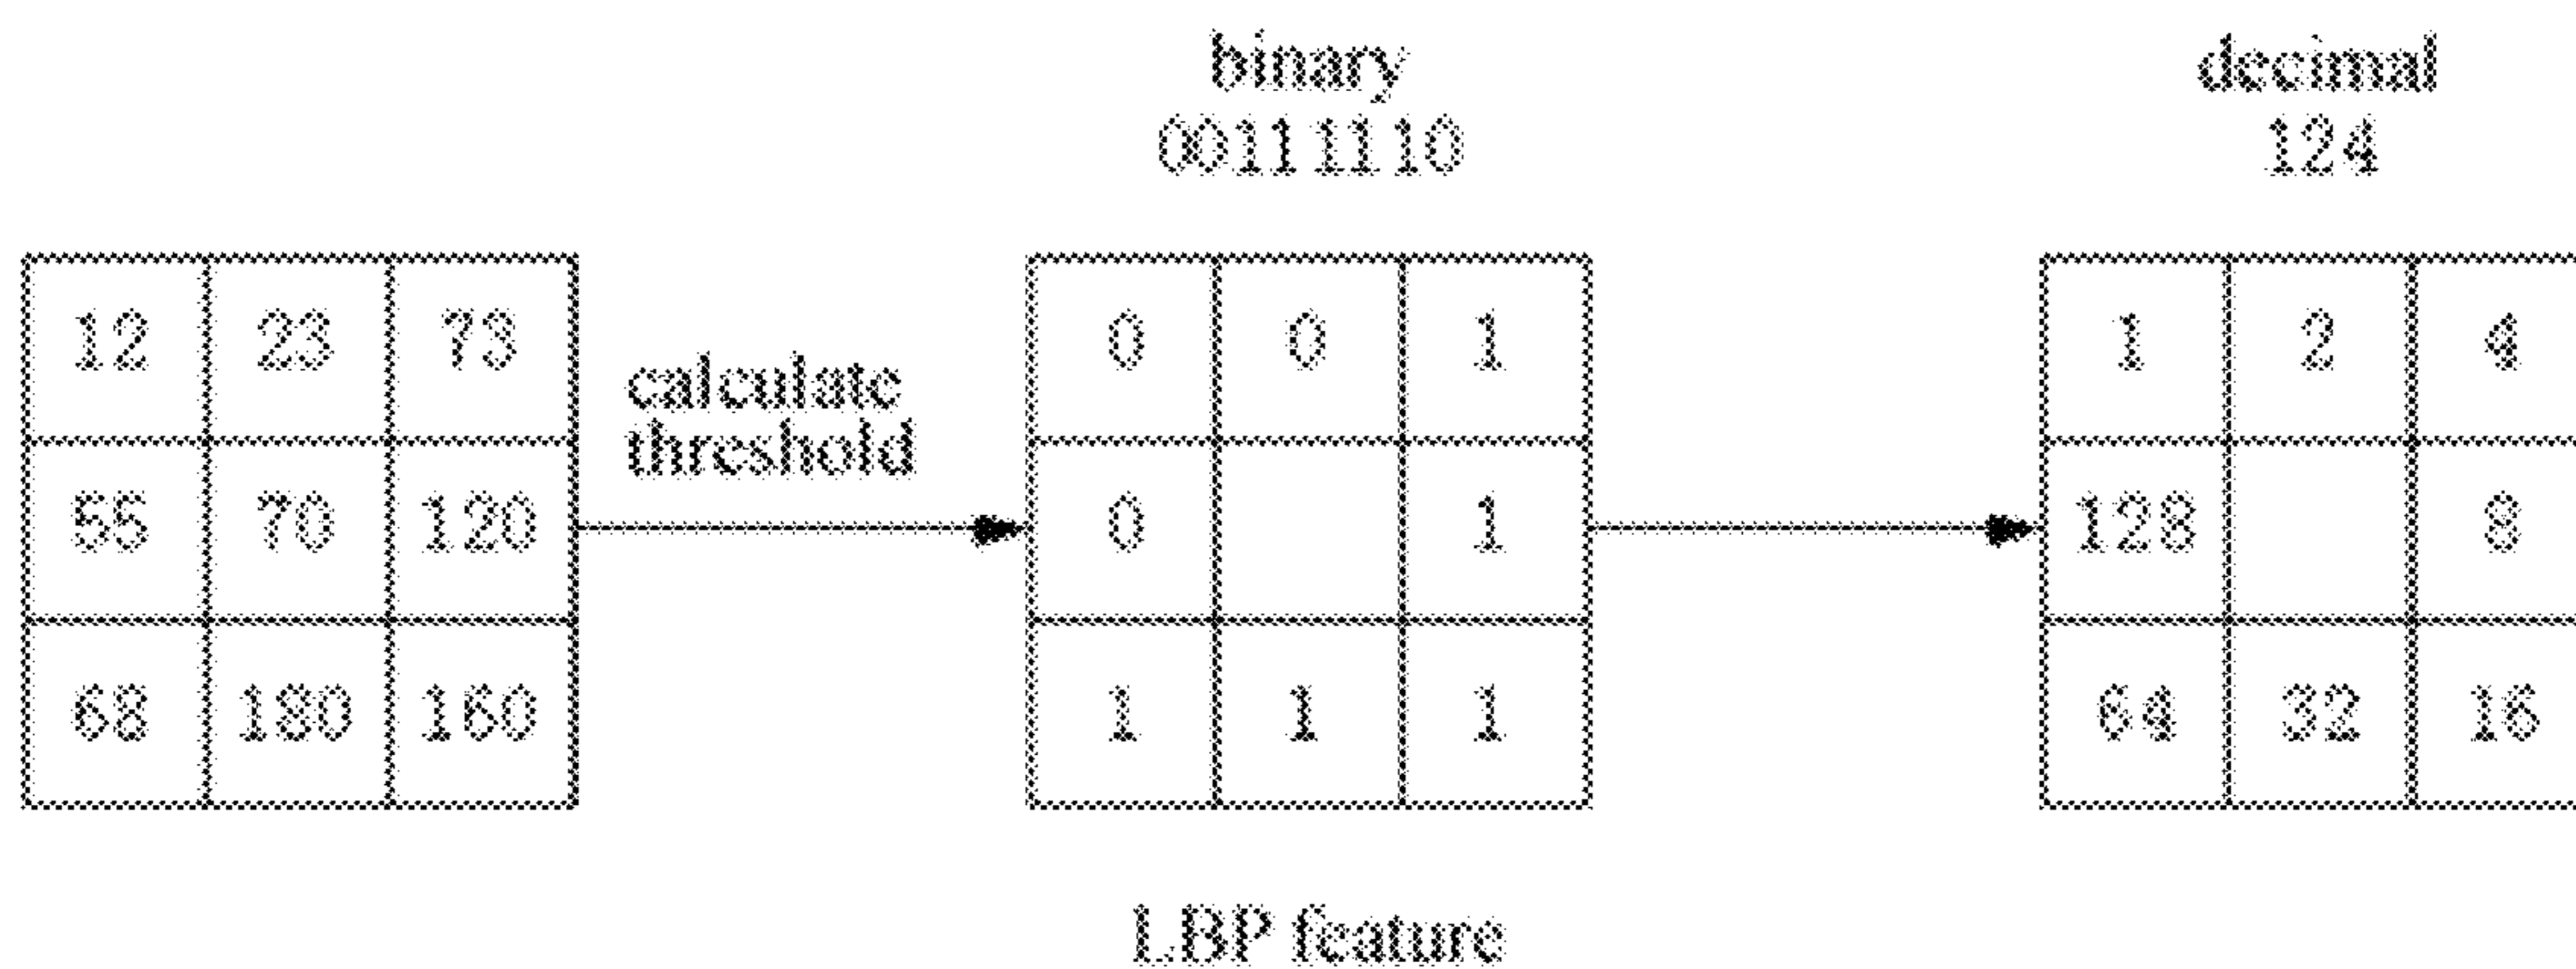 binary
00111110
decimal
124
12 23 73
55 70 120
68 180 160
calculate
threshold
0 0 1
0 1
1 1 1
1 2 4
128 8
64 32 16
LBP feature